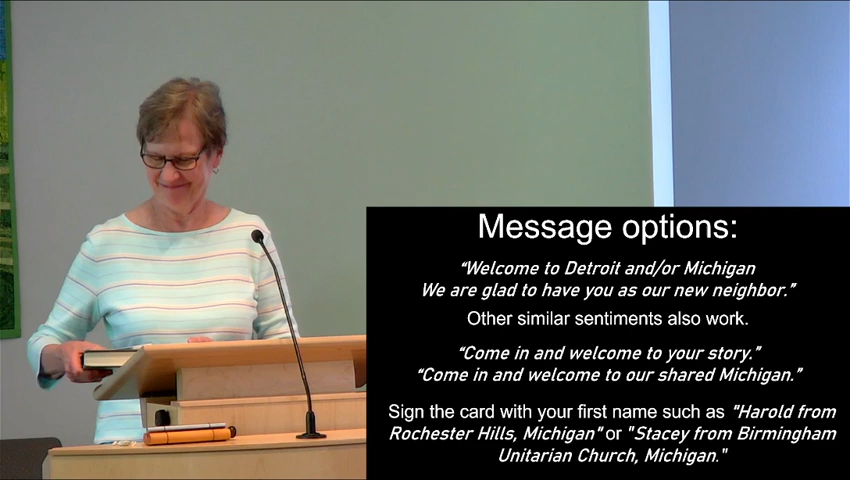 Message options:
“Welcome to Detroit and/or Michigan
We are glad to have you as our new neighbor.”
Other similar sentiments also work.
“Come in and welcome to your story.”
“Come in and welcome to our shared Michigan.”
Sign the card with your first name such as "Harold from
Rochester Hills, Michigan" or "Stacey from Birmingham
Unitarian Church, Michigan."